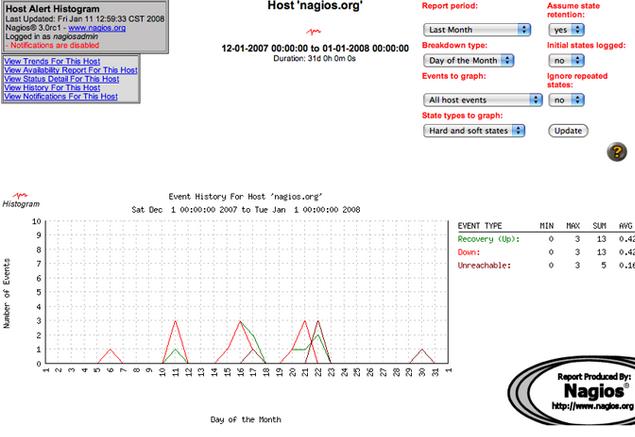 Host Alert Histogram
Last Updated: Fri Jan 11 12:59:33 CST 2008
Nagios® 3.0rc1 - www.nagios.org
Logged in as nagiosadmin
- Notifications are disabled
View Trends For This Host
View Availability Report For This Host
View Status Detail For This Host
View History For This Host
View Notifications For This Host
Host 'nagios.org'
12-01-2007 00:00:00 to 01-01-2008 00:00:00
Duration: 31d 0h 0m 0s
Report period:
Last Month
Breakdown type:
Day of the Month
Events to graph:
All host events
State types to graph:
Hard and soft states
Assume state
retention:
yes
Initial states logged:
no
Ignore repeated
states:
no
Update
?
Histogram
Event History For Host 'nagios.org'
Sat Dec 1 00:00:00 2007 to Tue Jan 1 00:00:00 2008
Number of Events
10
9
8
7
6
5
4
3
2
1
0
1 2 3 4 5 6 7 8 9 10 11 12 13 14 15 16 17 18 19 20 21 22 23 24 25 26 27 28 29 30 31 1
Day of the Month
EVENT TYPE MIN MAX SUM AVG
Recovery (Up): 0 3 13 0.42
Down: 0 3 13 0.42
Unreachable: 0 3 5 0.16
Report Produced By:
Nagios®
http://www.nagios.org